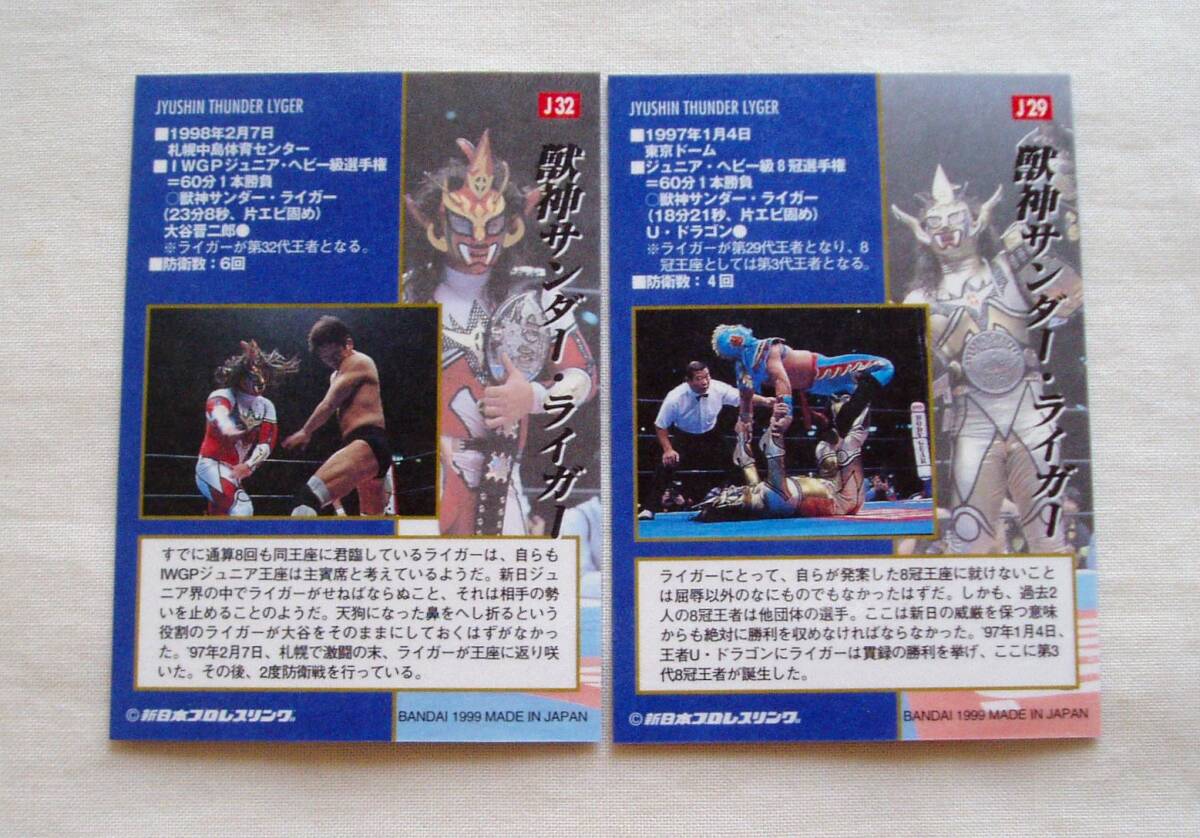 JYUSHIN THUNDER LYGER
J32
■1998年2月7日
札幌中島体育センター
■IWGPジュニア・ヘビー級選手権
=60分1本勝負
○獣神サンダー・ライガー
(23分8秒、片エビ固め)
大谷晋二郎●
※ライガーが第32代王者となる。
■防衛数:6回
獣神サンダー・ライガー
すでに通算8回も同王座に君臨しているライガーは、自らも
IWGPジュニア王座は主賓席と考えているようだ。新日ジュ
ニア界の中でライガーがせねばならぬこと、それは相手の勢
いを止めることのようだ。天狗になった鼻をへし折るという
役割のライガーが大谷をそのままにしておくはずがなかっ
た。'97年2月7日、札幌で激闘の末、ライガーが王座に返り咲
いた。その後、2度防衛戦を行っている。
©新日本プロレスリング
BANDAI 1999 MADE IN JAPAN
JYUSHIN THUNDER LYGER
J29
■1997年1月4日
東京ドーム
■ジュニア・ヘビー級8冠選手権
=60分1本勝負
○獣神サンダー・ライガー
(18分21秒、片エビ固め)
U・ドラゴン●
※ライガーが第29代王者となり、8
冠王座としては第3代王者となる。
■防衛数:4回
獣神サンダー・ライガー
ライガーにとって、自らが発案した8冠王座に就けないこと
は屈辱以外のなにものでもなかったはずだ。しかも、過去2
人の8冠王者は他団体の選手。ここは新日の威厳を保つ意味
からも絶対に勝利を収めなければならなかった。'97年1月4日、
王者U・ドラゴンにライガーは貫録の勝利を挙げ、ここに第3
代8冠王者が誕生した。
©新日本プロレスリング
BANDAI 1999 MADE IN JAPAN